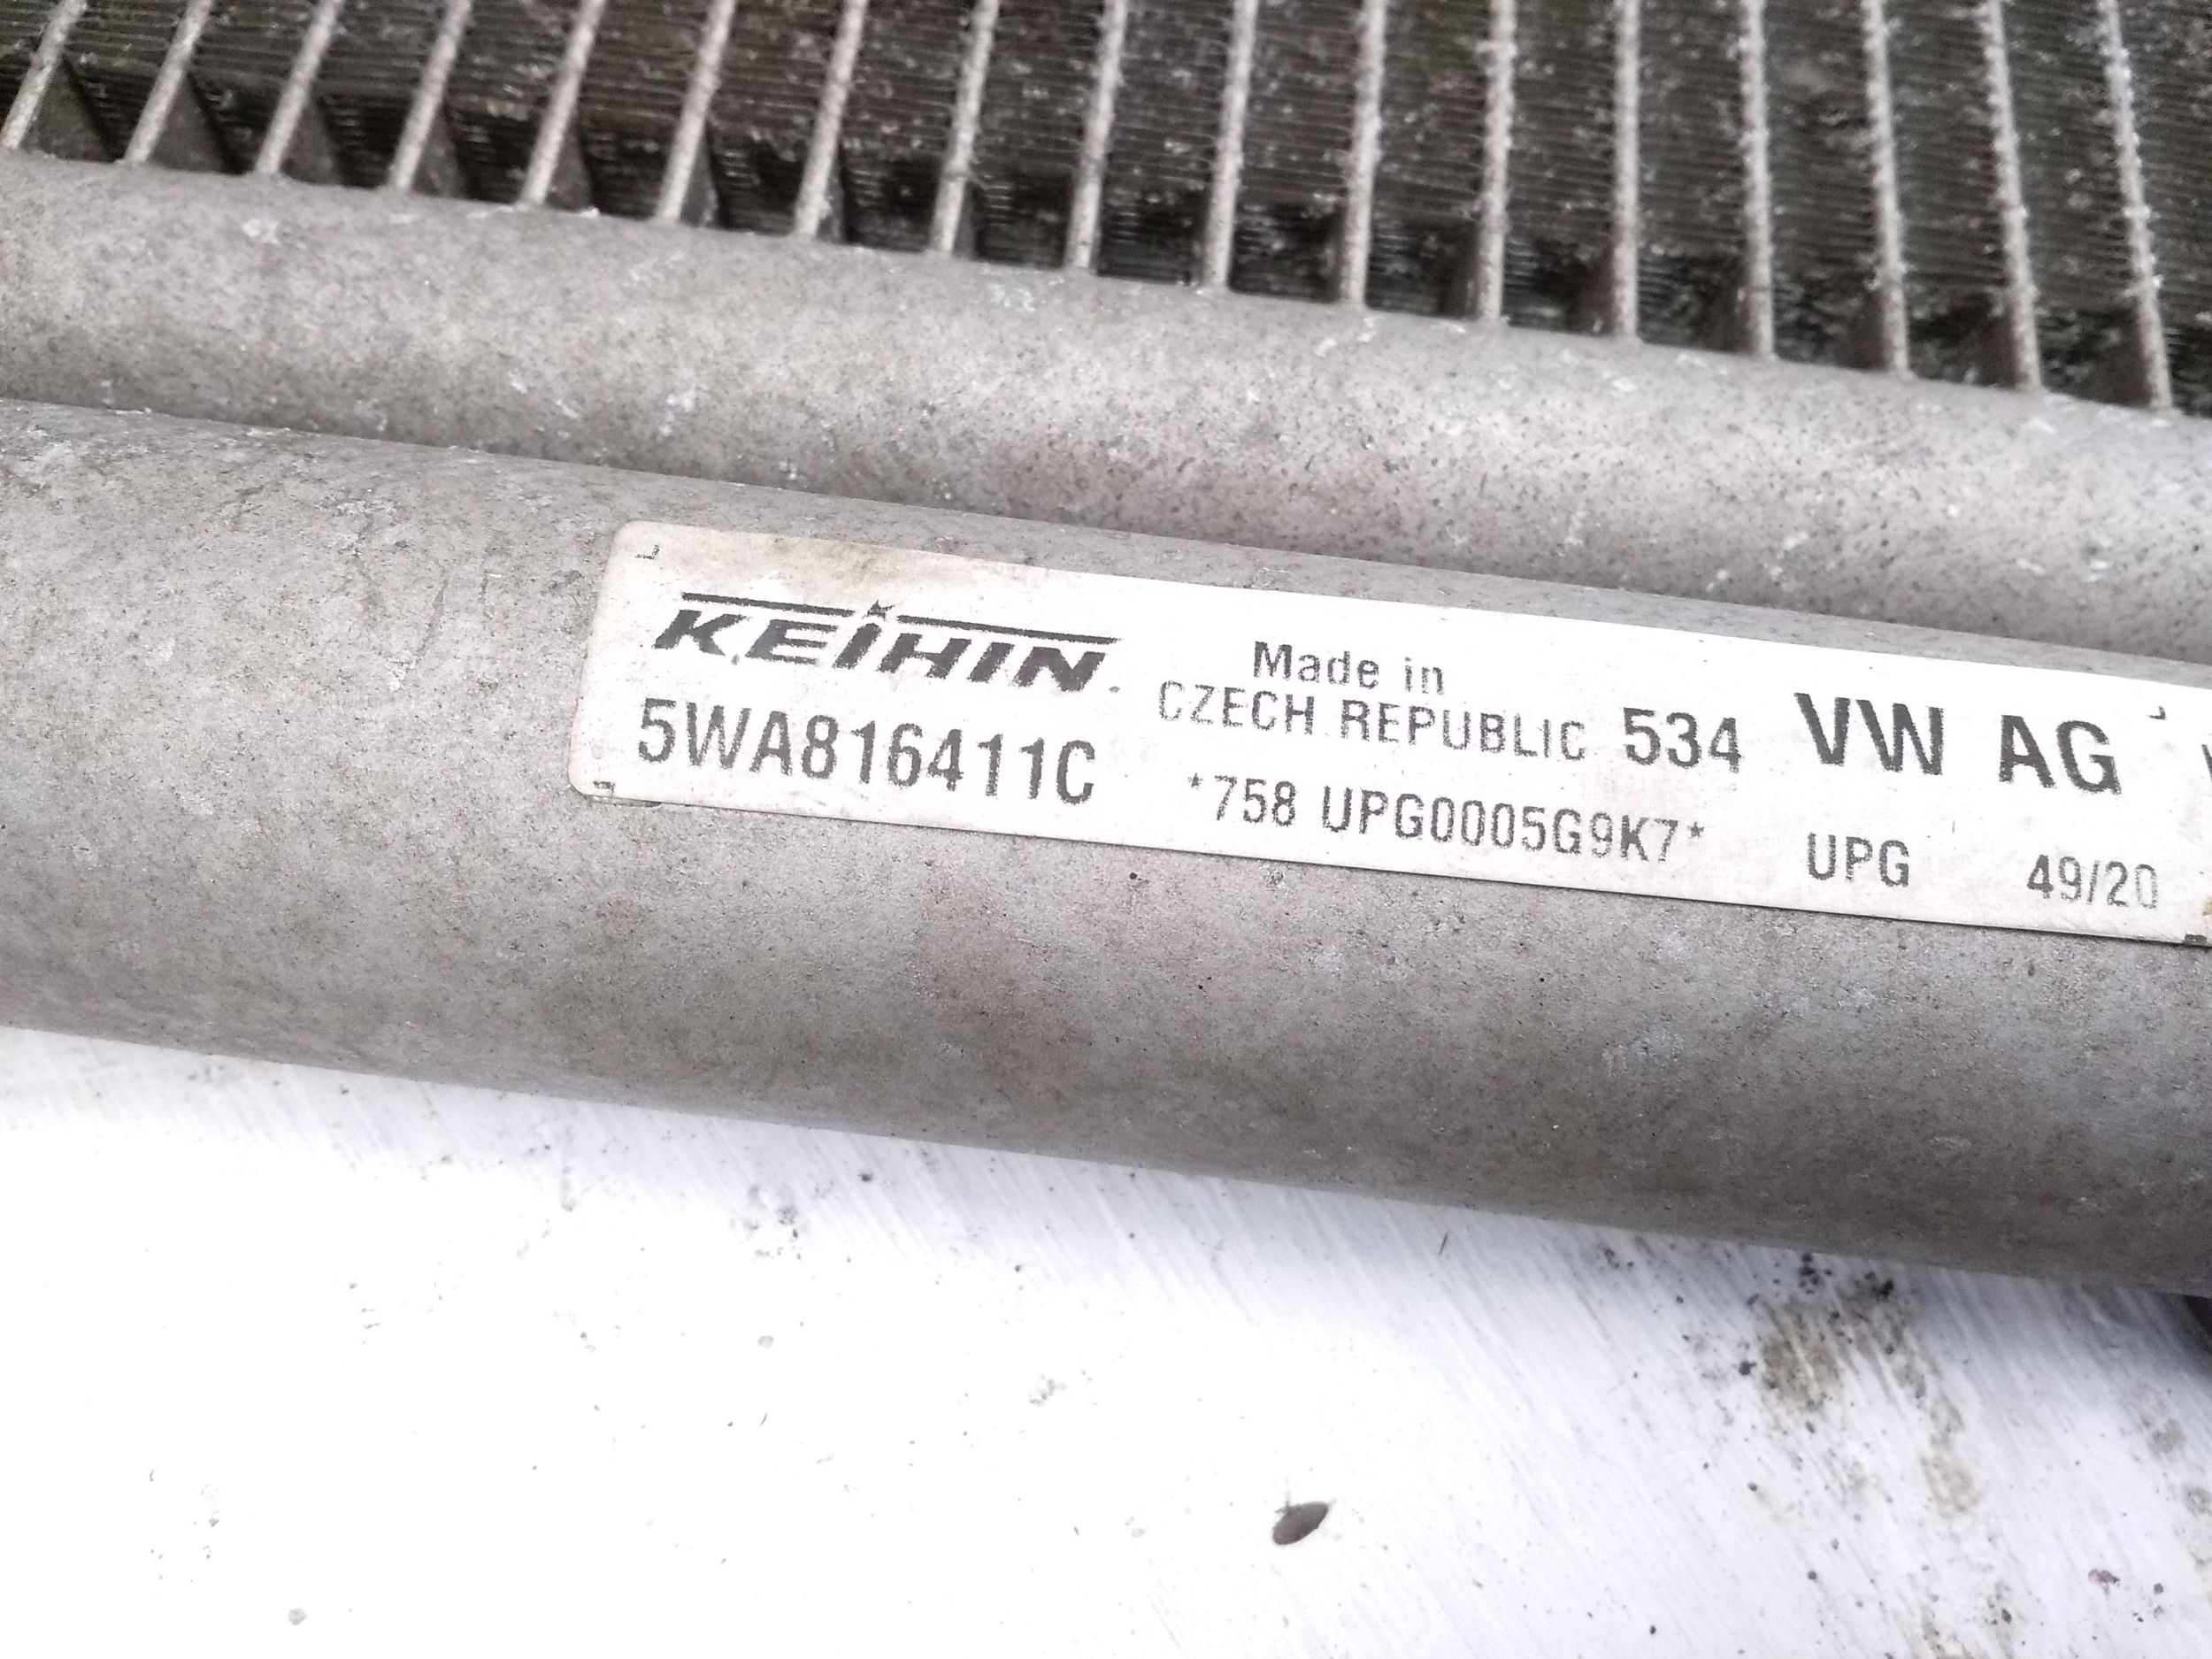 KEIHIN
Made in
CZECH REPUBLIC 534 VW AG
5WA816411C
*758 UPG0005G9K7* UPG 49/20